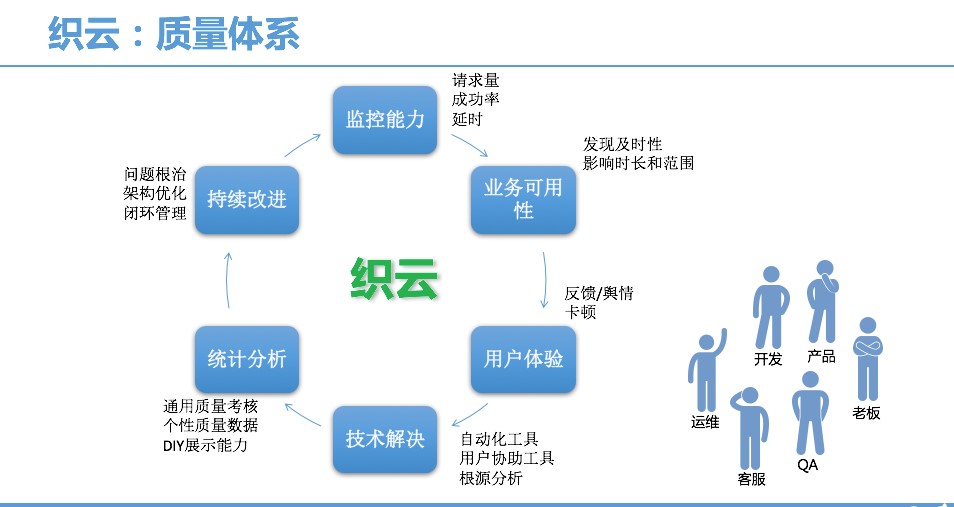 织云：质量体系
监控能力
请求量
成功率
延时
业务可用
性
发现及时性
影响时长和范围
用户体验
反馈/舆情
卡顿
技术解决
自动化工具
用户协助工具
根源分析
统计分析
通用质量考核
个性质量数据
DIY展示能力
持续改进
问题根治
架构优化
闭环管理
织云
开发
产品
运维
老板
客服
QA